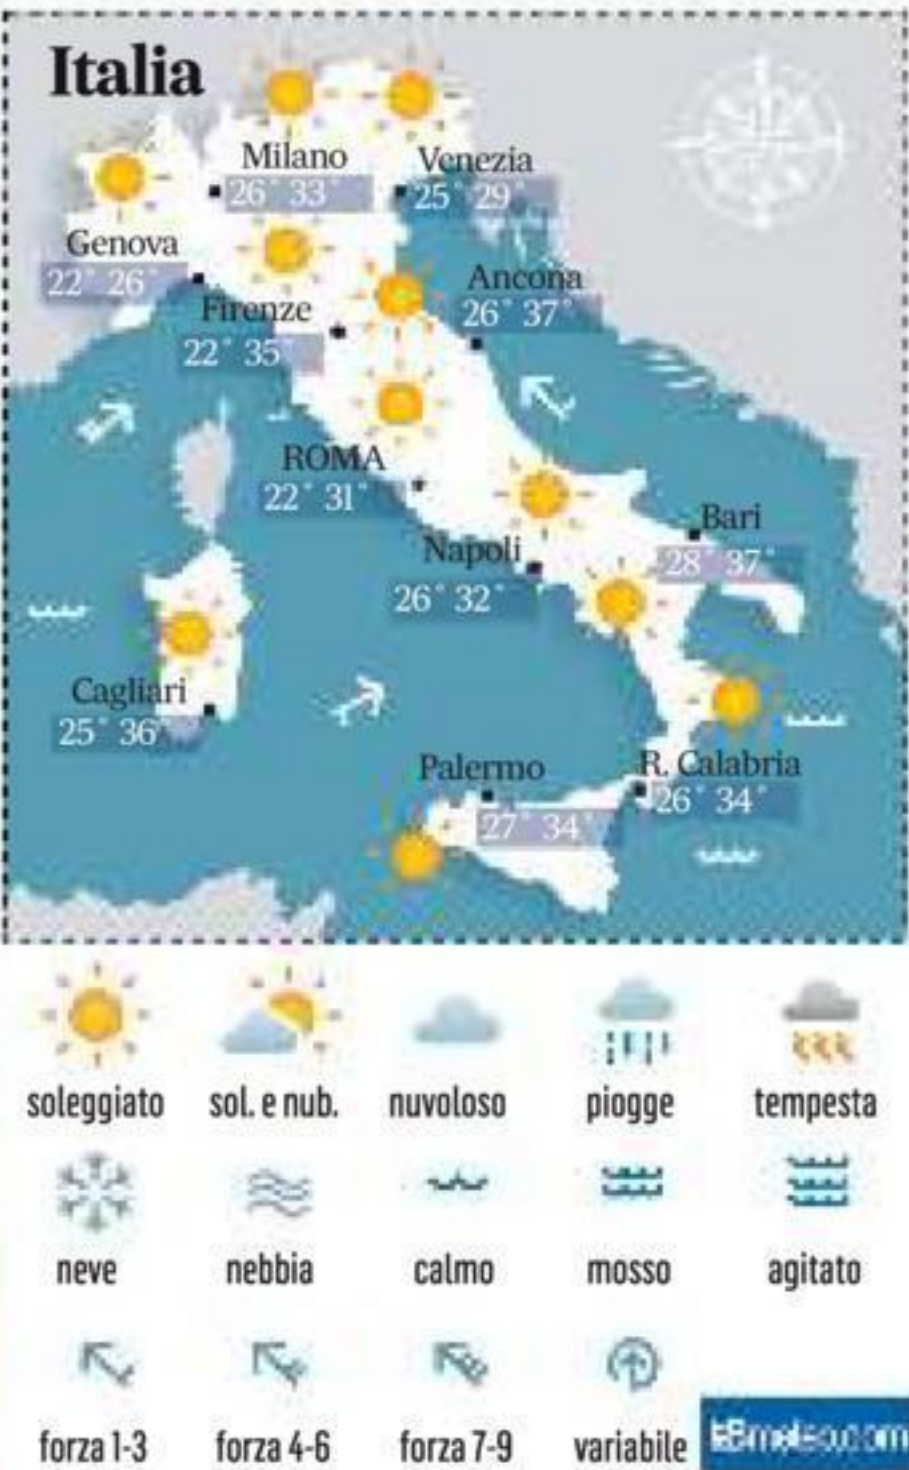 Italia
Milano
26° 33°
Venezia
25° 29°
Genova
22° 26°
Ancona
26° 37°
Firenze
22° 35°
ROMA
22° 31°
Bari
28° 37°
Napoli
26° 32°
Cagliari
25° 36°
Palermo
27° 34°
R. Calabria
26° 34°
soleggiato sol. e nub. nuvoloso piogge tempesta
neve nebbia calmo mosso agitato
forza 1-3 forza 4-6 forza 7-9 variabile